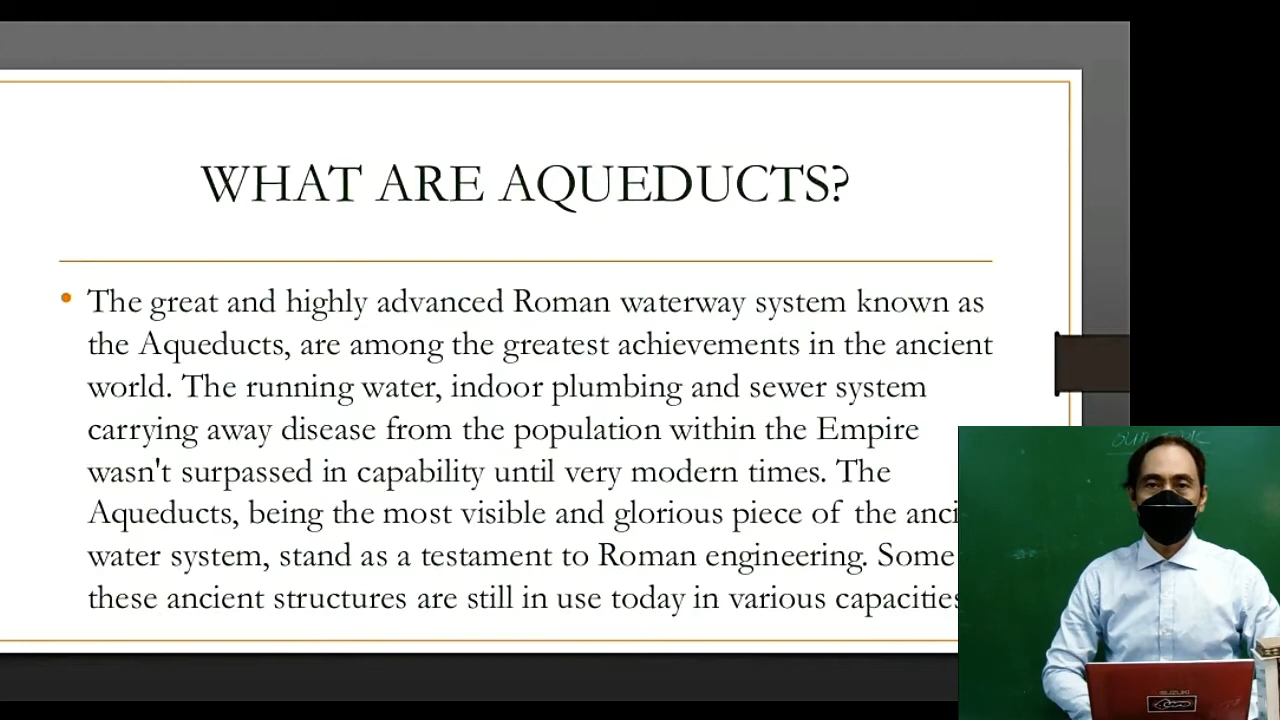 WHAT ARE AQUEDUCTS?
• The great and highly advanced Roman waterway system known as
the Aqueducts, are among the greatest achievements in the ancient
world. The running water, indoor plumbing and sewer system
carrying away disease from the population within the Empire
wasn't surpassed in capability until very modern times. The
Aqueducts, being the most visible and glorious piece of the anci
water system, stand as a testament to Roman engineering. Some
these ancient structures are still in use today in various capacities
SUZUKI